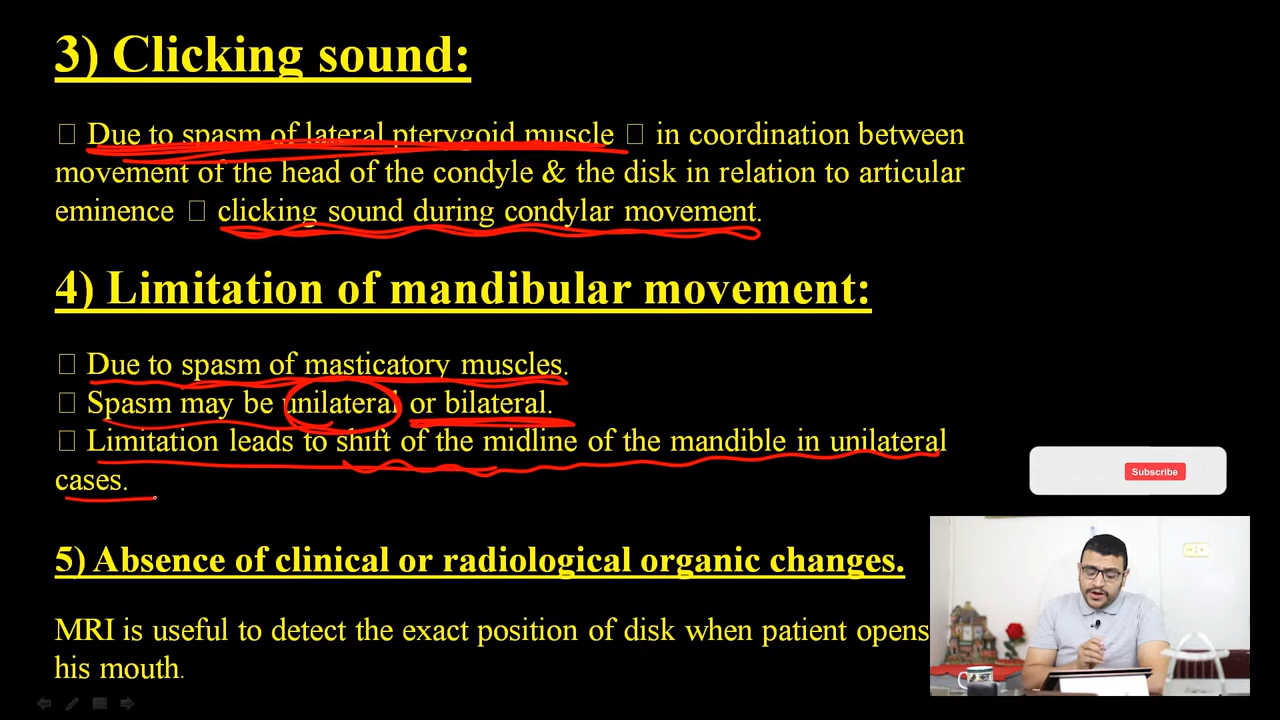 3) Clicking sound:
□ Due to spasm of lateral pterygoid muscle □ in coordination between
movement of the head of the condyle & the disk in relation to articular
eminence □ clicking sound during condylar movement.
4) Limitation of mandibular movement:
□ Due to spasm of masticatory muscles.
□ Spasm may be unilateral or bilateral.
□ Limitation leads to shift of the midline of the mandible in unilateral
cases.
5) Absence of clinical or radiological organic changes.
MRI is useful to detect the exact position of disk when patient opens
his mouth.
Subscribe